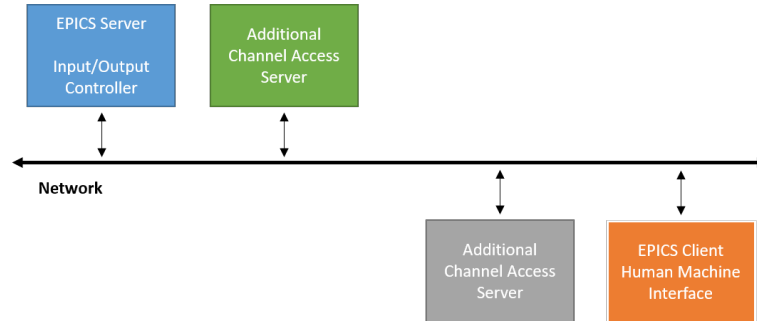 EPICS Server
Input/Output
Controller
Additional
Channel Access
Server
Network
Additional
Channel Access
Server
EPICS Client
Human Machine
Interface